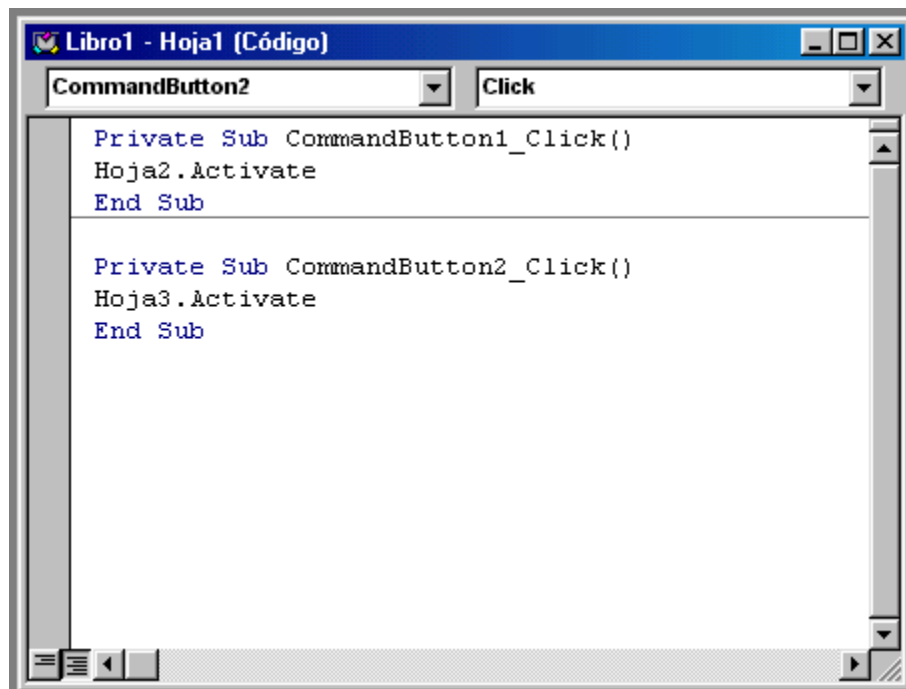 Libro1 - Hoja1 (Código)
CommandButton2 Click
Private Sub CommandButton1_Click()
Hoja2.Activate
End Sub
Private Sub CommandButton2_Click()
Hoja3.Activate
End Sub